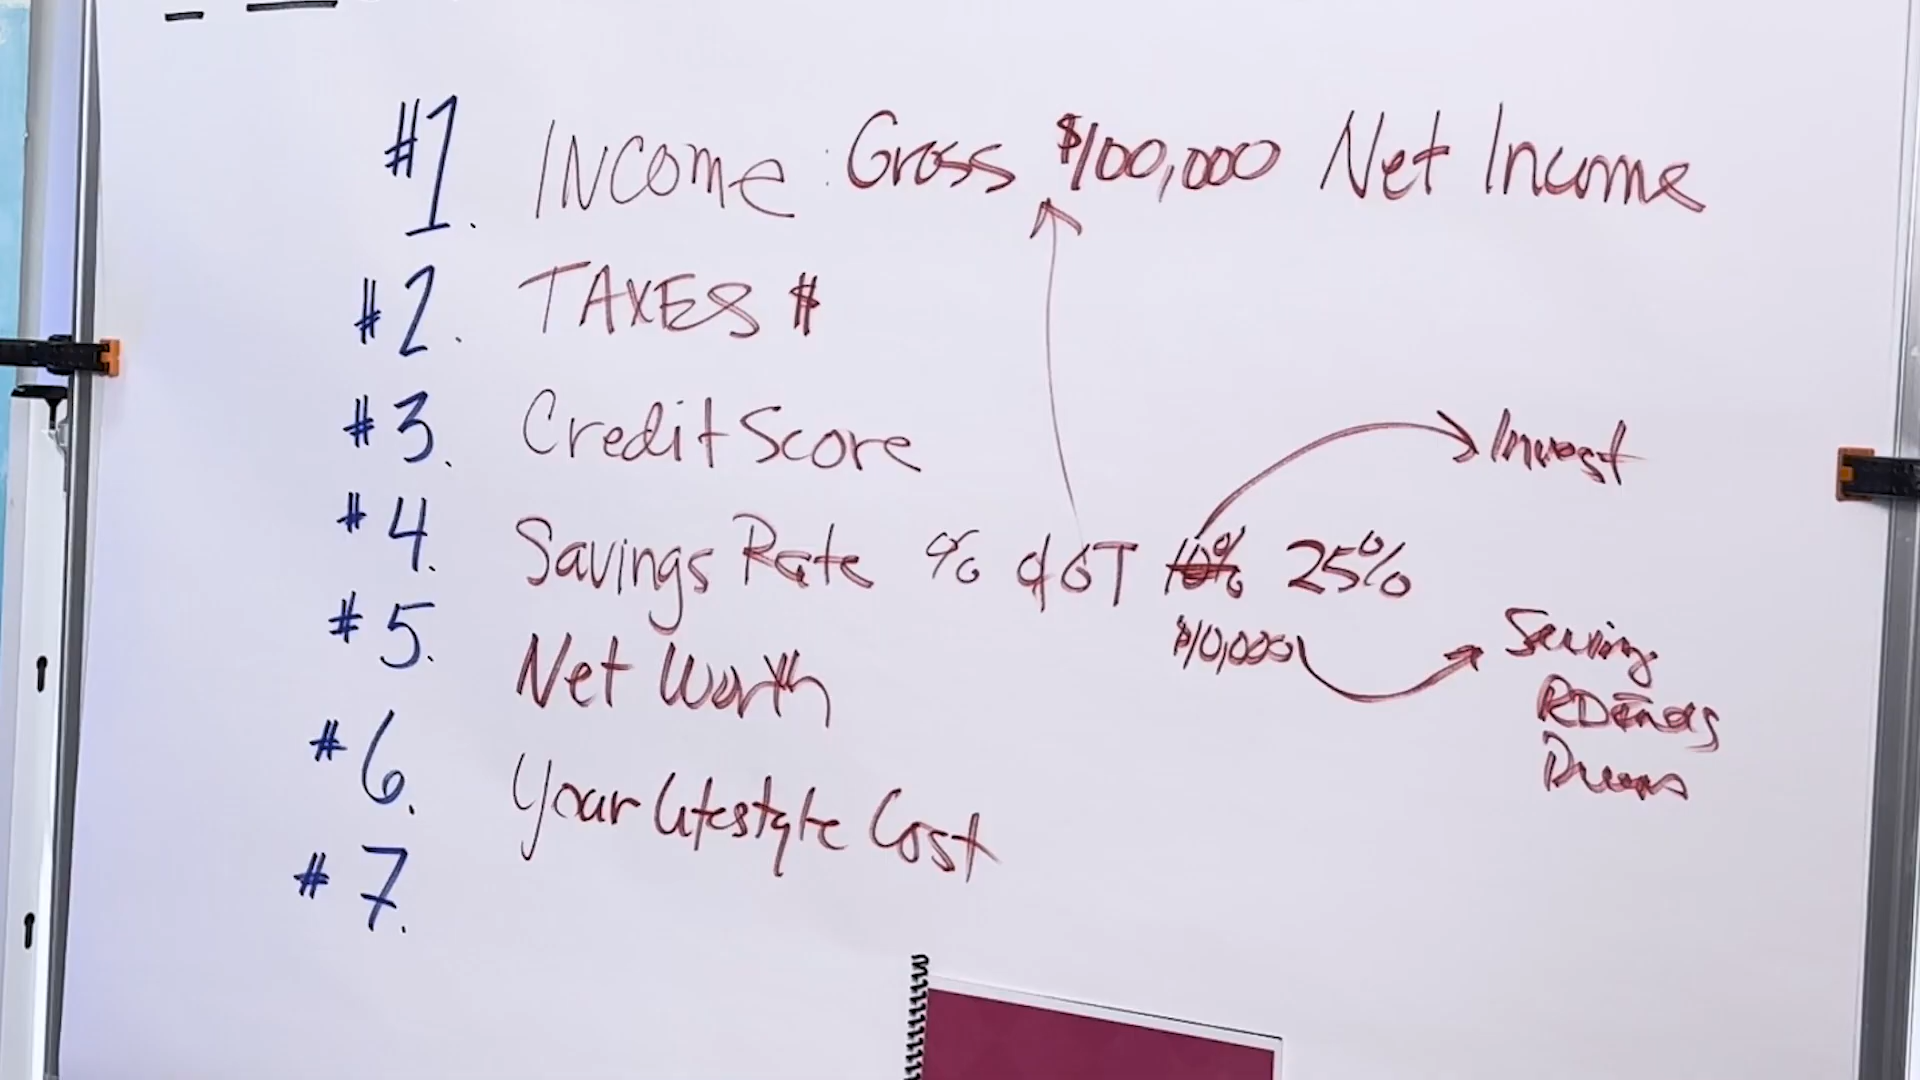 #1. INCOME: Gross $100,000 Net Income
#2. TAXES $
#3. Credit Score
Invest
#4. Savings Rate % of GT 10% 25%
$10,000
Saving
#5. Net Worth
#6. Your Lifestyle Cost
#7.